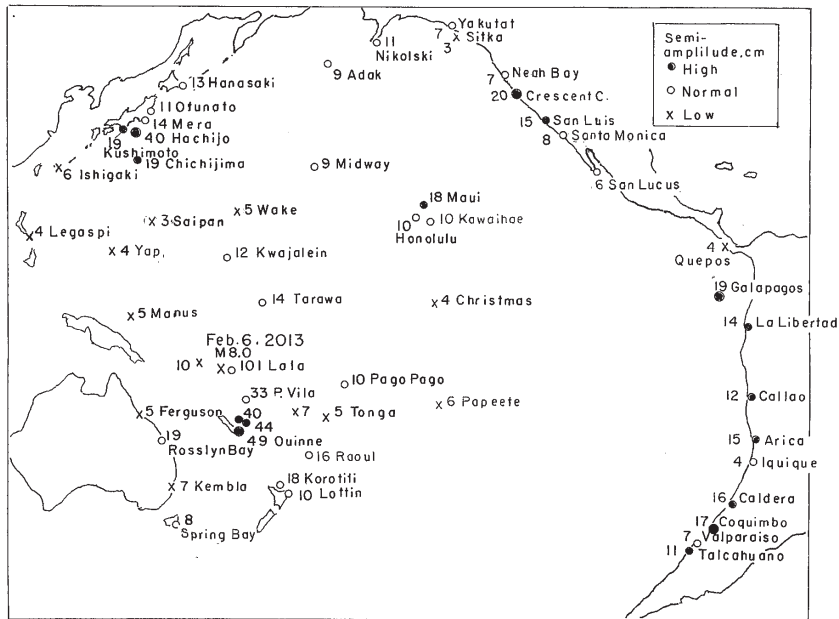 Yakutat
7
3 Sitka
11
Nikolski
9 Adak
Semi-
amplilude,cm
High
Normal
Low
13 Hanasaki
7
Neah Bay
20 Crescent C.
11 Ofunato
14 Mera
40 Hachijo
19
Kushimoto
19 Chichijima
6 Ishigaki
15 San Luis
8 Santa Monica
9 Midway
6 San Lucus
18 Maui
10 10 Kawaihae
Honolulu
3 Saipan
5 Wake
4 Legaspi
4 Yap
12 Kwajalein
4
Quepos
19 Galapagos
14 Tarawa
4 Christmas
5 Manus
14 La Libertad
Feb. 6, 2013
M8.0
10
101 Lata
10 Pago Pago
33 P. Vila
7
5 Tonga
6 Papeete
12 Callao
5 Ferguson
40
44
49 Ouinne
19
Rosslyn Bay
16 Raoul
15 Arica
4 Iquique
7 Kembla
18 Korotiti
10 Lottin
16 Caldera
8
Spring Bay
17 Coquimbo
7 Valparaiso
11 Talcahuano